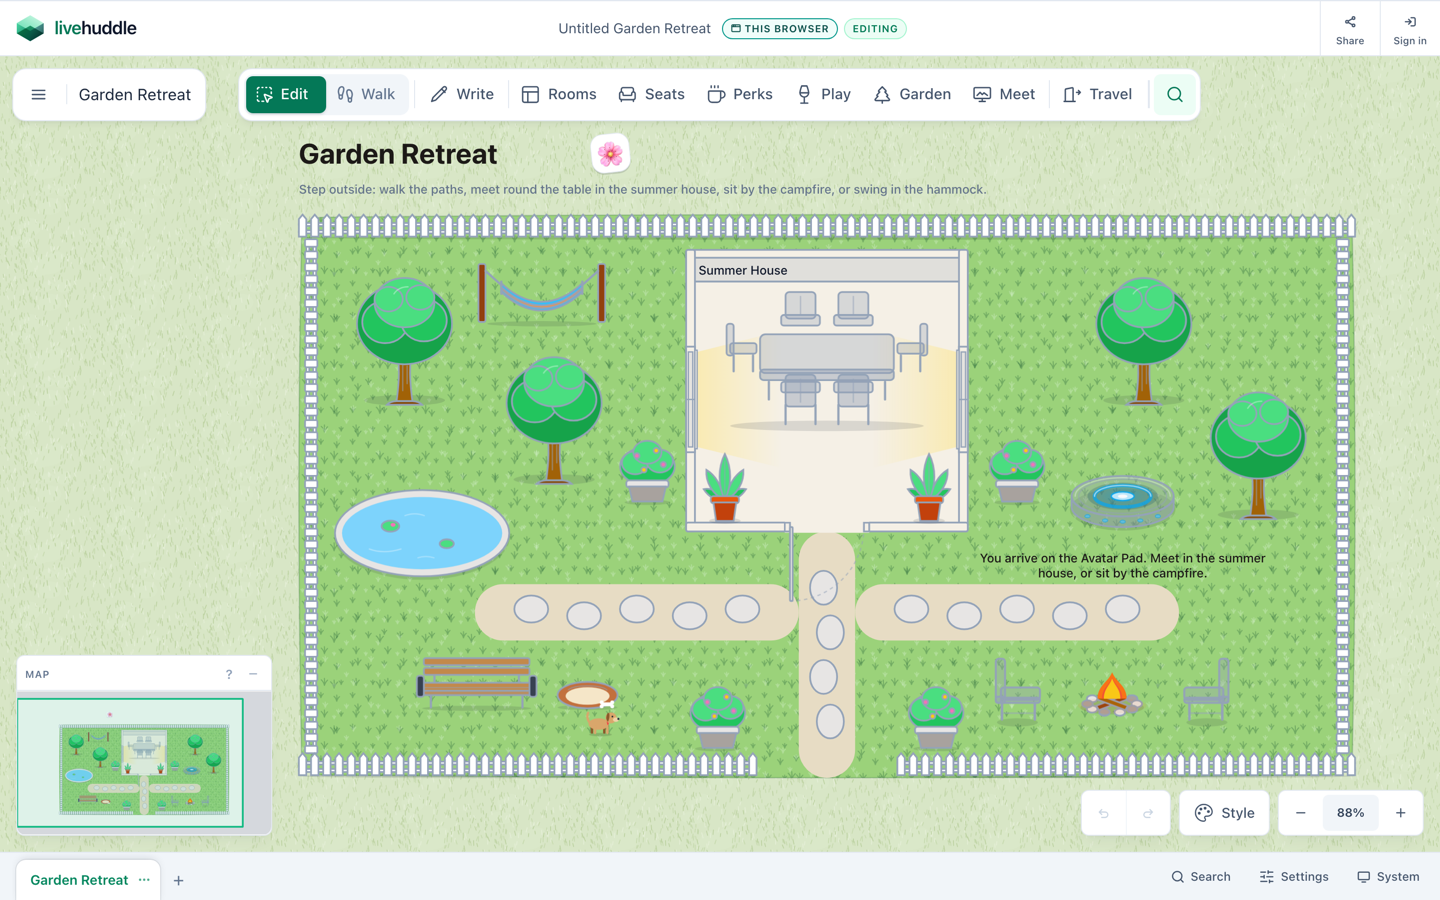 livehuddle
Untitled Garden Retreat
THIS BROWSER
EDITING
Share
Sign in
Garden Retreat
Edit
Walk
Write
Rooms
Seats
Perks
Play
Garden
Meet
Travel
Garden Retreat
Step outside: walk the paths, meet round the table in the summer house, sit by the campfire, or swing in the hammock.
Summer House
You arrive on the Avatar Pad. Meet in the summer
house, or sit by the campfire.
MAP
?
Style
88%
Garden Retreat
Search
Settings
System